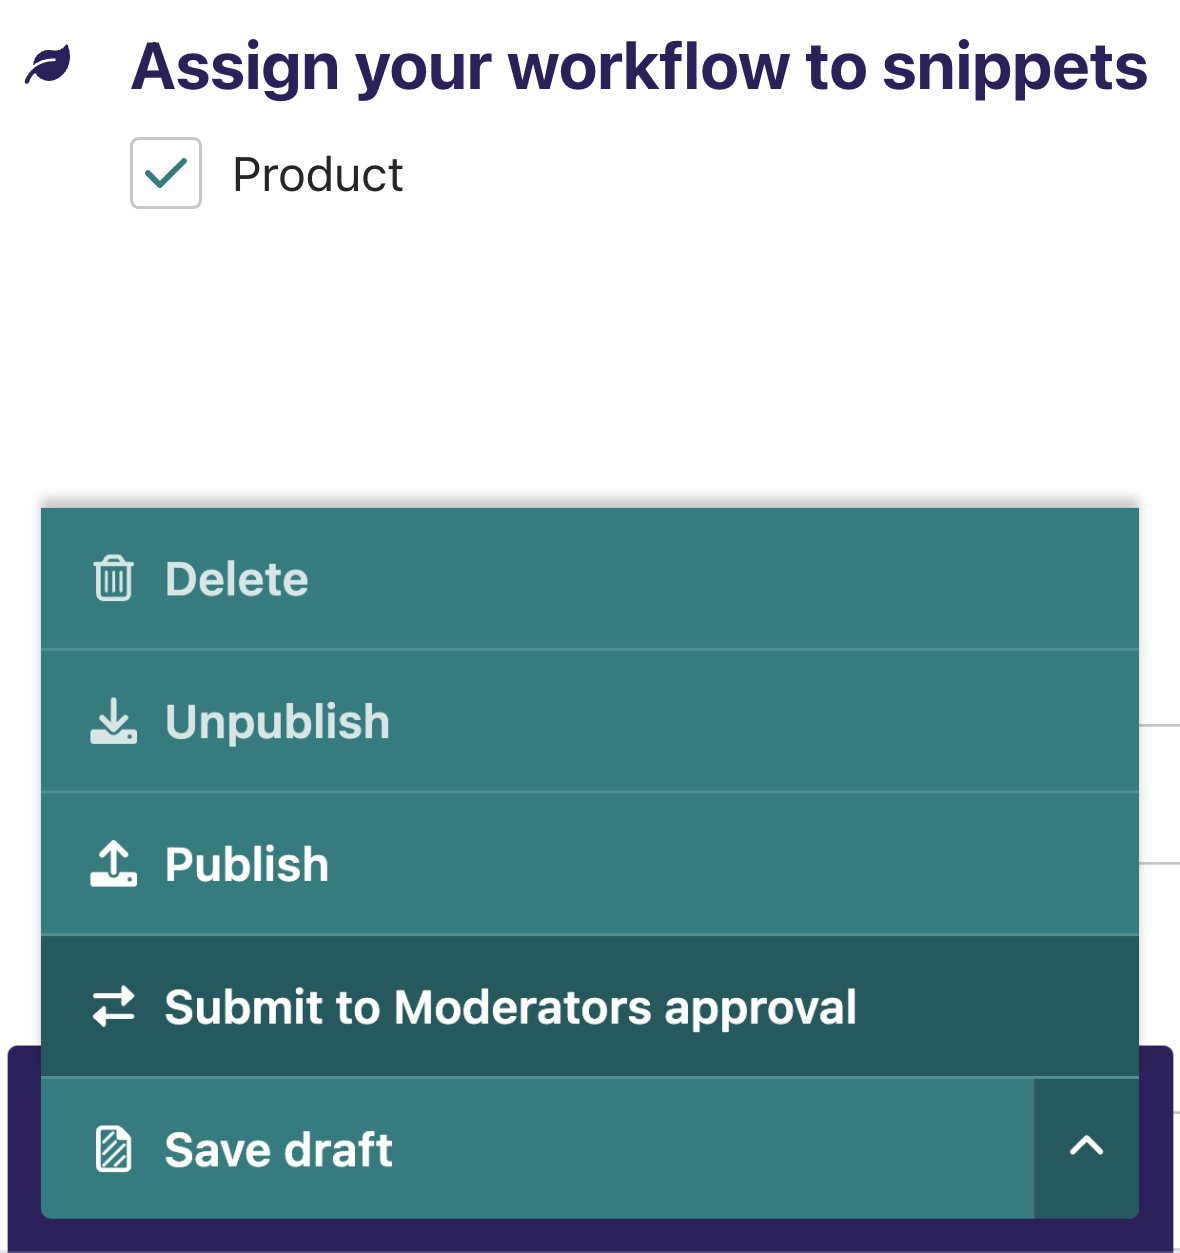 Assign your workflow to snippets
Product
Delete
Unpublish
Publish
Submit to Moderators approval
Save draft